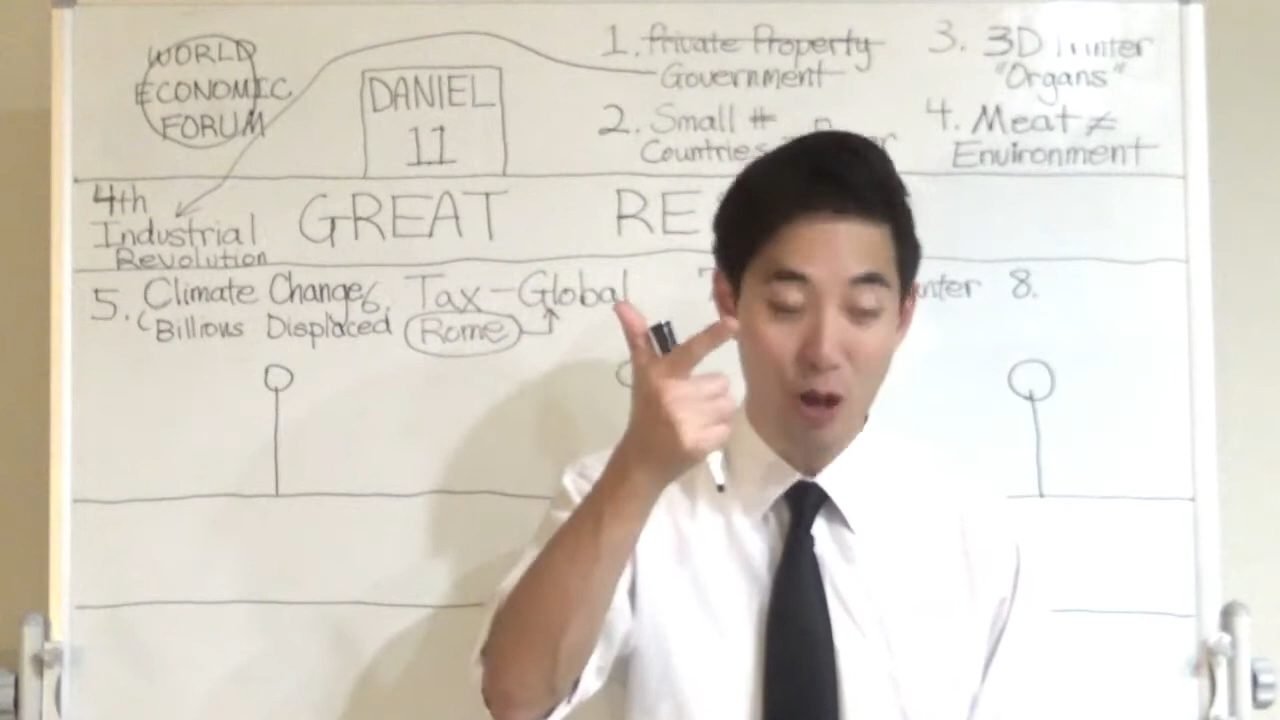 WORLD
ECONOMIC
FORUM
DANIEL
11
1. Private Property
Government
2. Small #
Countries
3. 3D
"Organs"
4. Meat ≠
Environment
4th
Industrial
Revolution
GREAT
5. Climate Change
(Billions Displaced
6. Tax - Global
Rome
8.